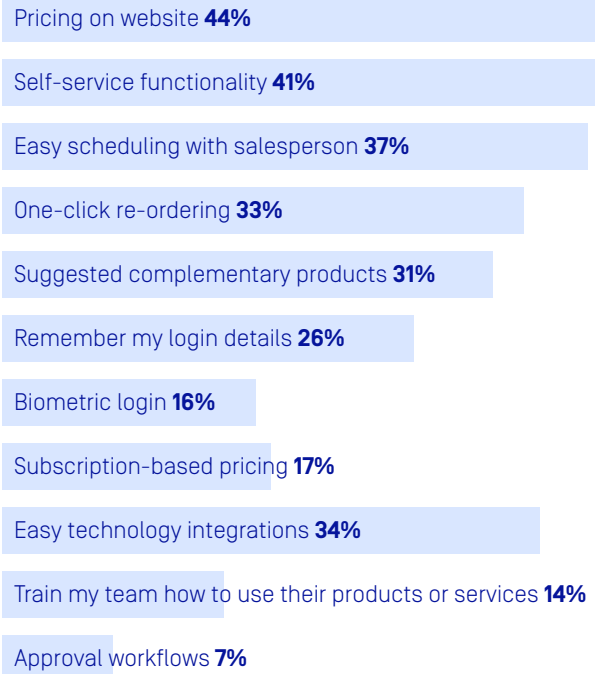 Pricing on website 44%
Self-service functionality 41%
Easy scheduling with salesperson 37%
One-click re-ordering 33%
Suggested complementary products 31%
Remember my login details 26%
Biometric login 16%
Subscription-based pricing 17%
Easy technology integrations 34%
Train my team how to use their products or services 14%
Approval workflows 7%